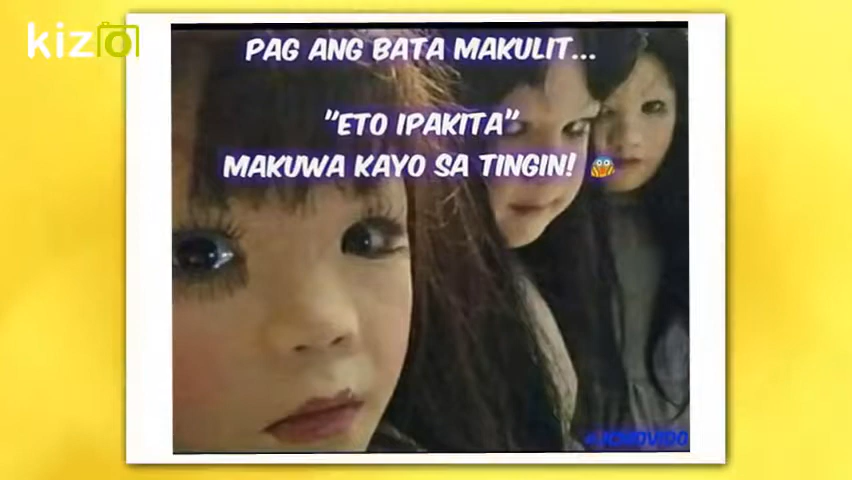 kizoa
PAG ANG BATA MAKULIT...
"ETO IPAKITA"
MAKUWA KAYO SA TINGIN! 😱